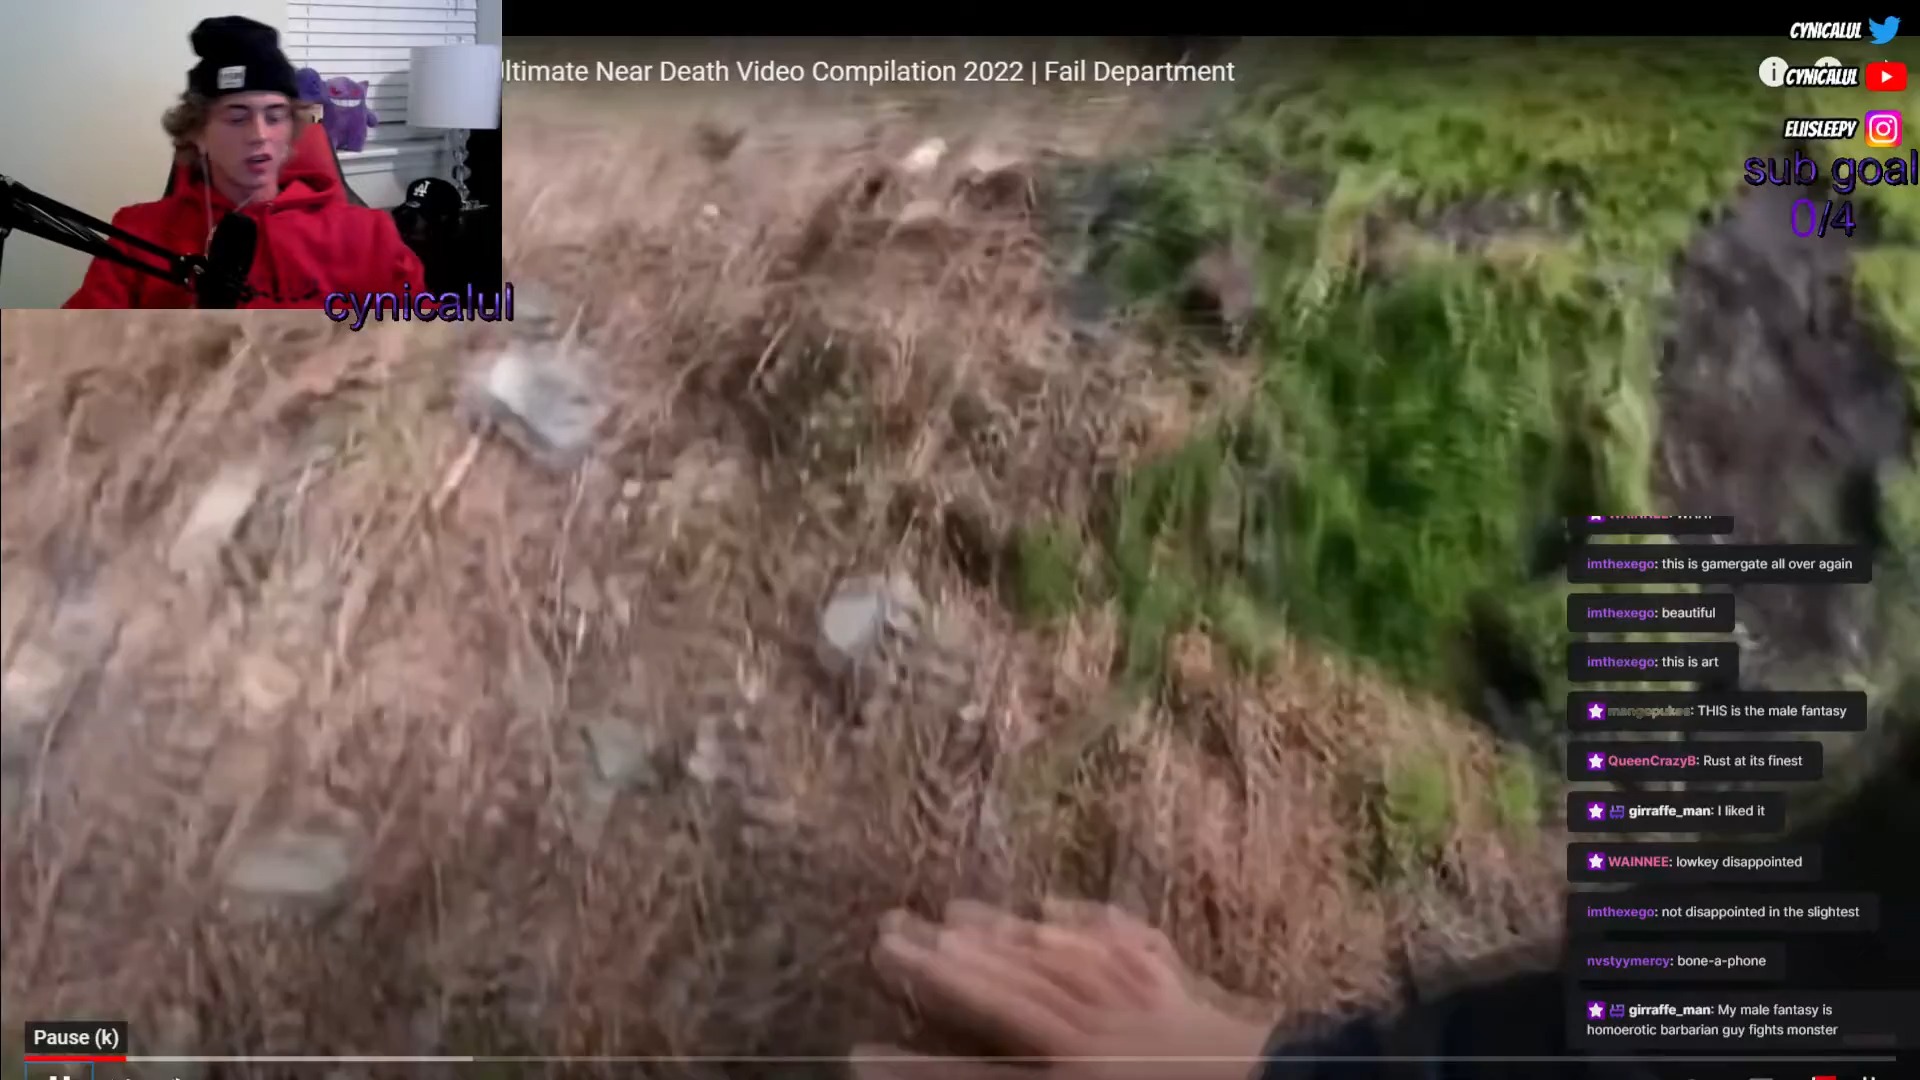 ltimate Near Death Video Compilation 2022 | Fail Department
CYNICALUL
CYNICALUL
ELIISLEEPY
sub goal
0/4
cynicalul
imthexego: this is gamergate all over again
imthexego: beautiful
imthexego: this is art
mangopukes: THIS is the male fantasy
QueenCrazyB: Rust at its finest
girraffe_man: I liked it
WAINNEE: lowkey disappointed
imthexego: not disappointed in the slightest
nvstyymercy: bone-a-phone
girraffe_man: My male fantasy is
homoerotic barbarian guy fights monster
Pause (k)